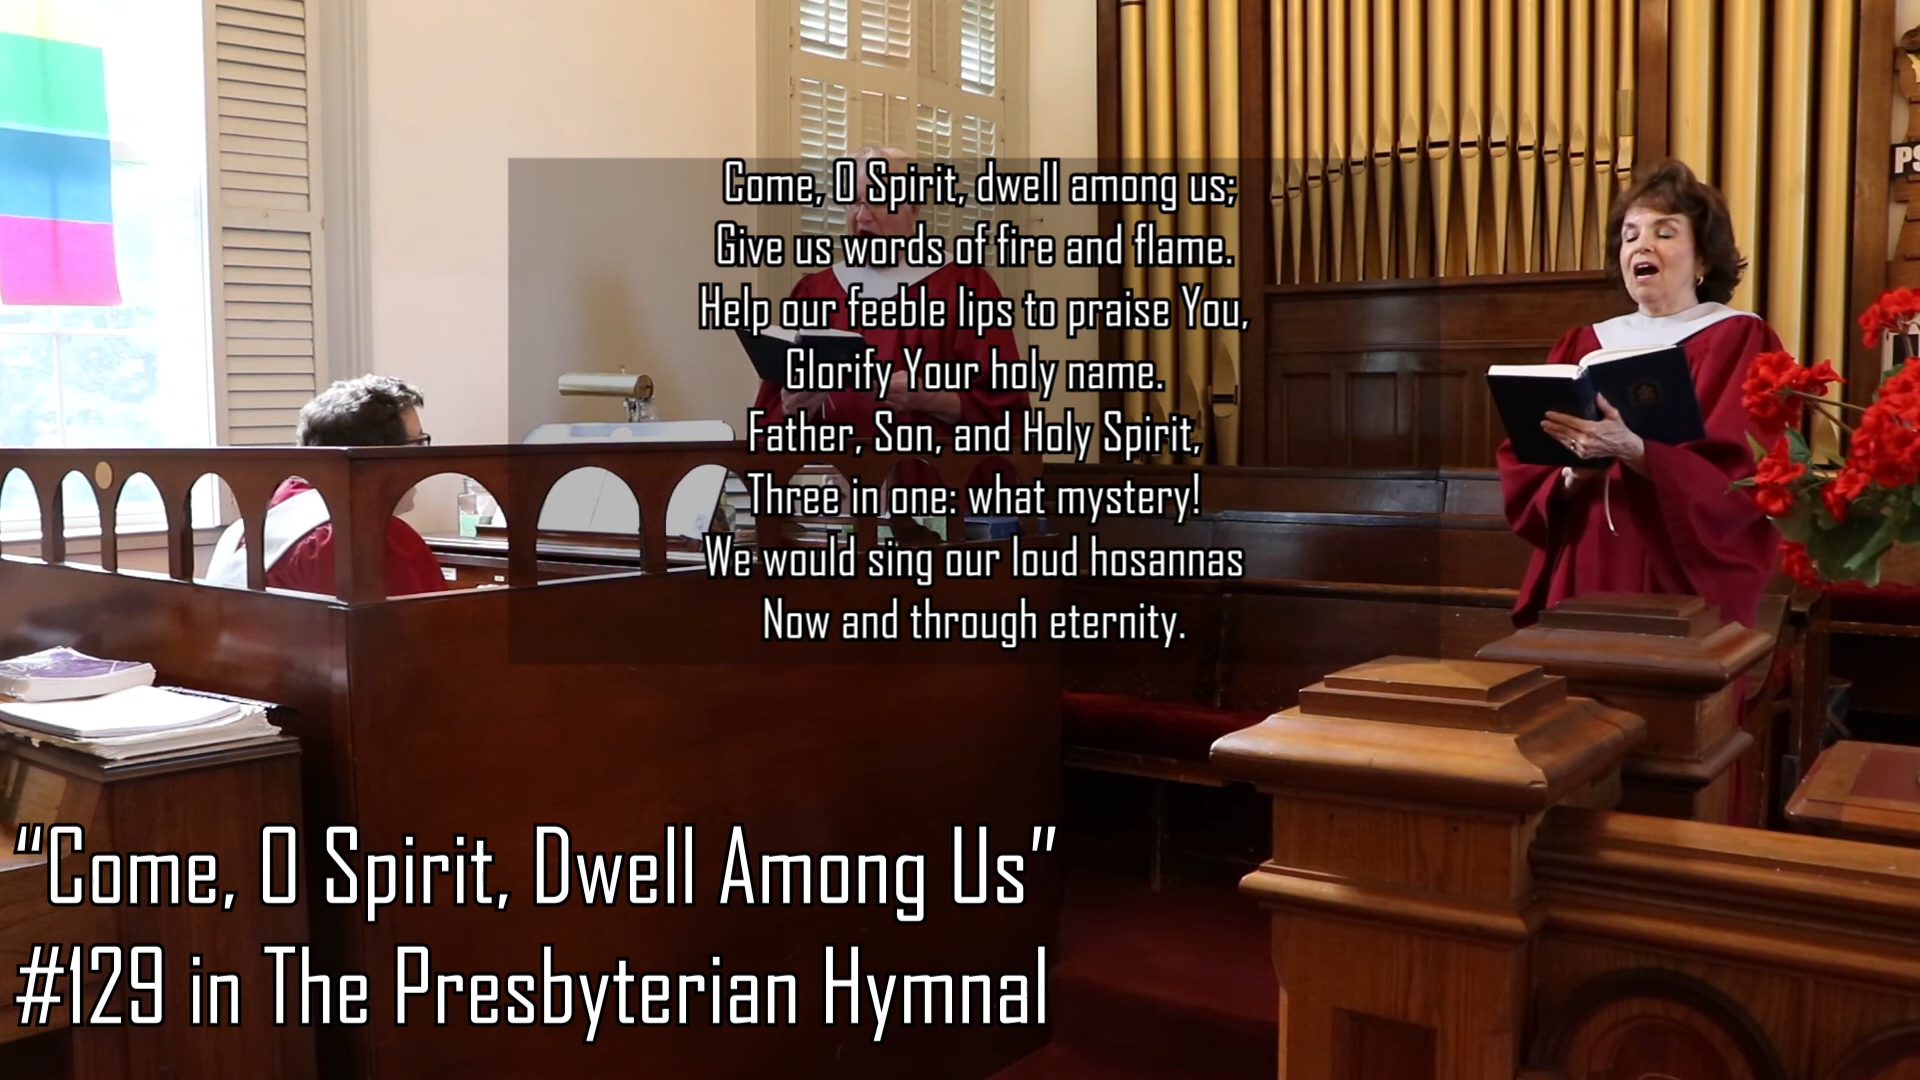 PS
Come, O Spirit, dwell among us;
Give us words of fire and flame.
Help our feeble lips to praise You,
Glorify Your holy name.
Father, Son, and Holy Spirit,
Three in one: what mystery!
We would sing our loud hosannas
Now and through eternity.
“Come, O Spirit, Dwell Among Us”
#129 in The Presbyterian Hymnal